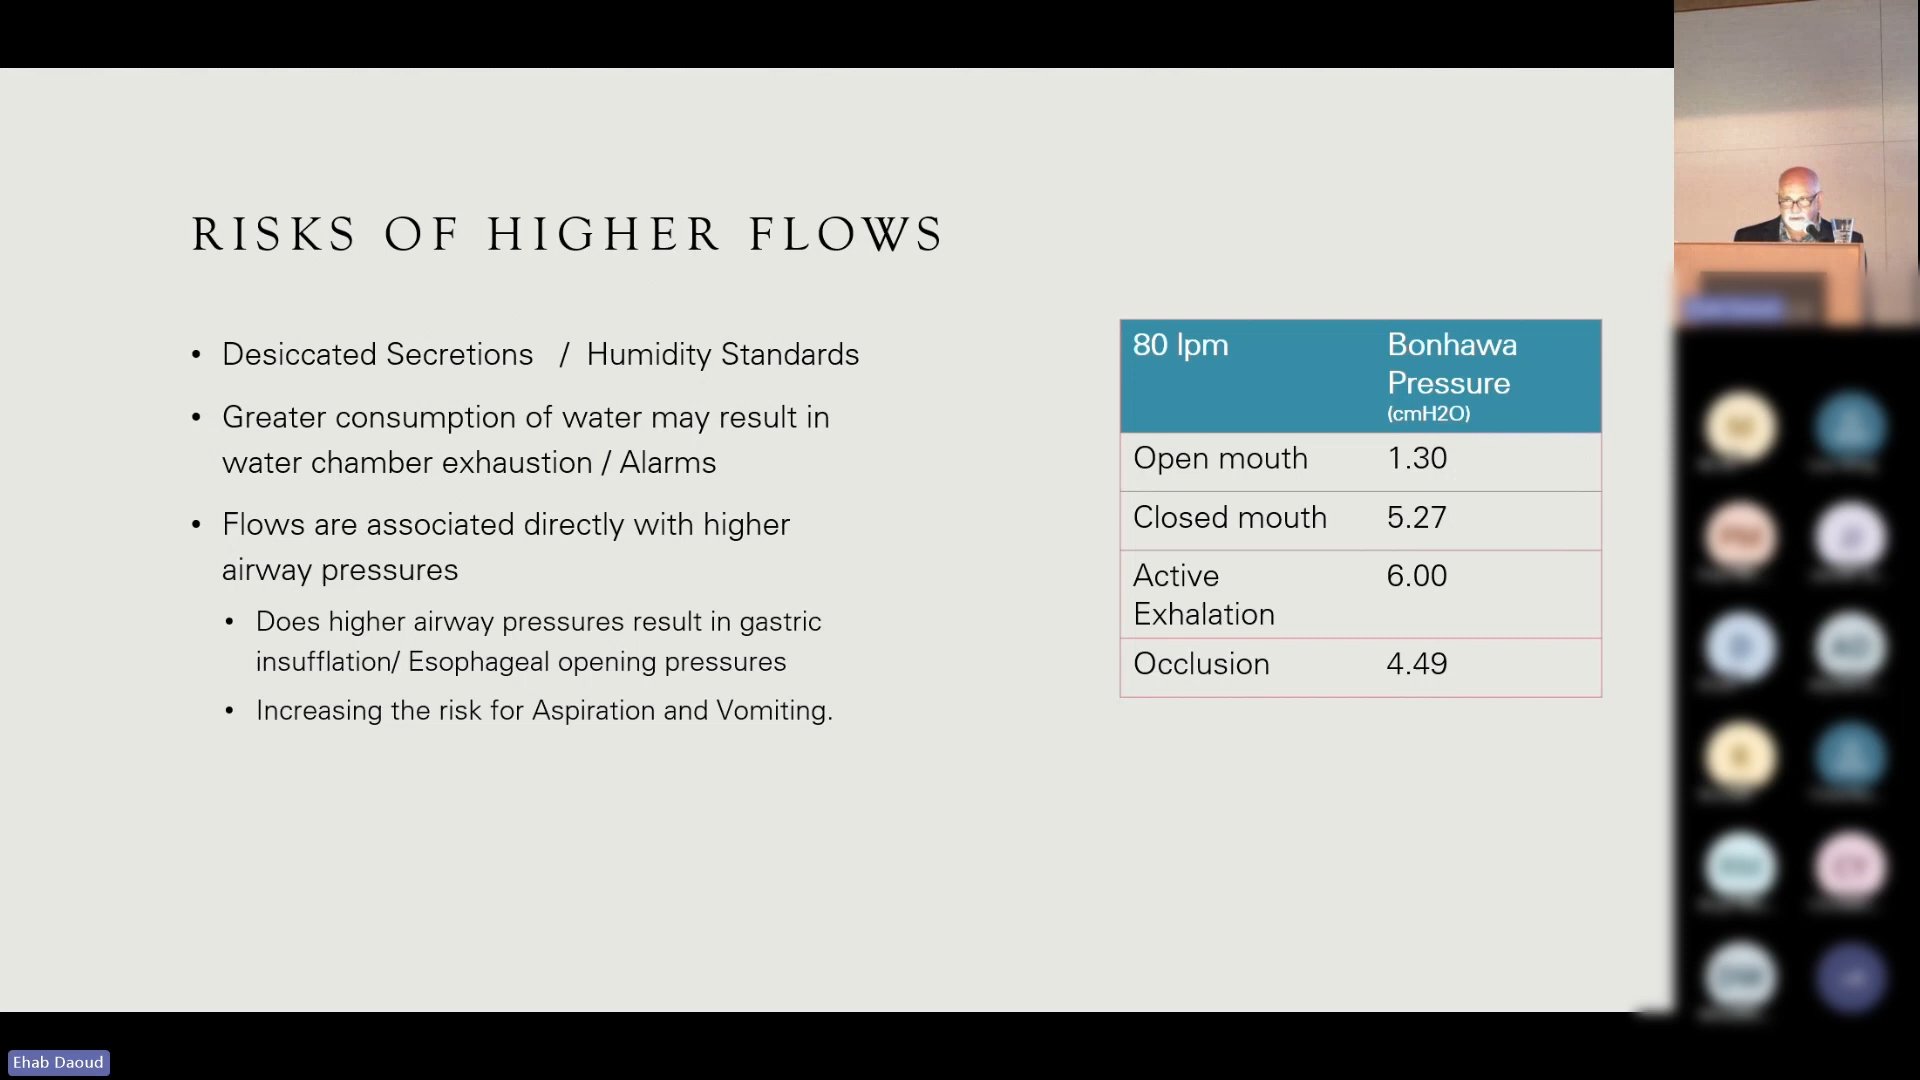 RISKS OF HIGHER FLOWS
• Desiccated Secretions / Humidity Standards
• Greater consumption of water may result in
water chamber exhaustion / Alarms
• Flows are associated directly with higher
airway pressures
• Does higher airway pressures result in gastric
insufflation/ Esophageal opening pressures
• Increasing the risk for Aspiration and Vomiting.
80 lpm Bonhawa
Pressure
(cmH2O)
Open mouth 1.30
Closed mouth 5.27
Active 6.00
Exhalation
Occlusion 4.49
Ehab Daoud